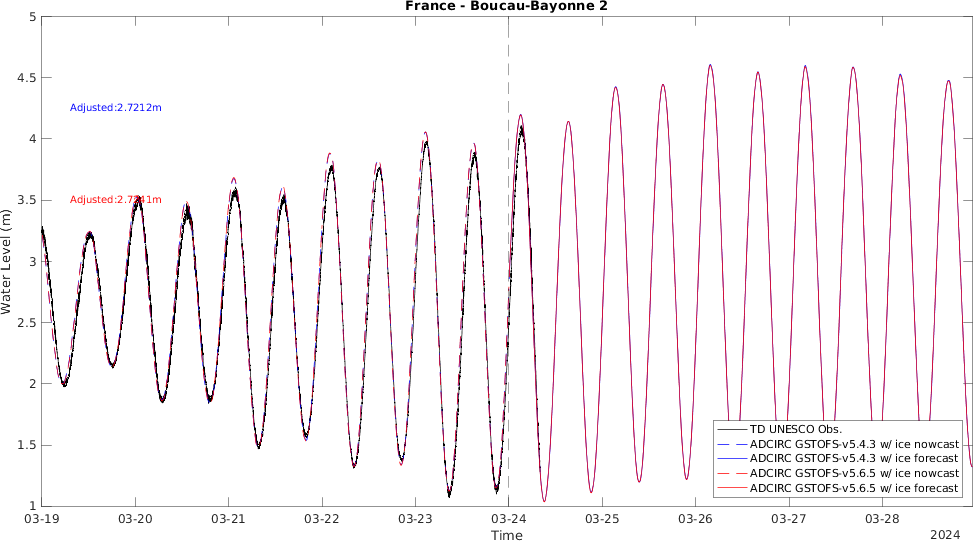 France - Boucau-Bayonne 2
5
4.5
4
3.5
3
2.5
2
1.5
1
Water Level (m)
Adjusted:2.7212m
TD UNESCO Obs.
ADCIRC GSTOFS-v5.4.3 w/ ice nowcast
ADCIRC GSTOFS-v5.4.3 w/ ice forecast
ADCIRC GSTOFS-v5.6.5 w/ ice nowcast
ADCIRC GSTOFS-v5.6.5 w/ ice forecast
03-19 03-20 03-21 03-22 03-23 03-24 03-25 03-26 03-27 03-28
Time
2024